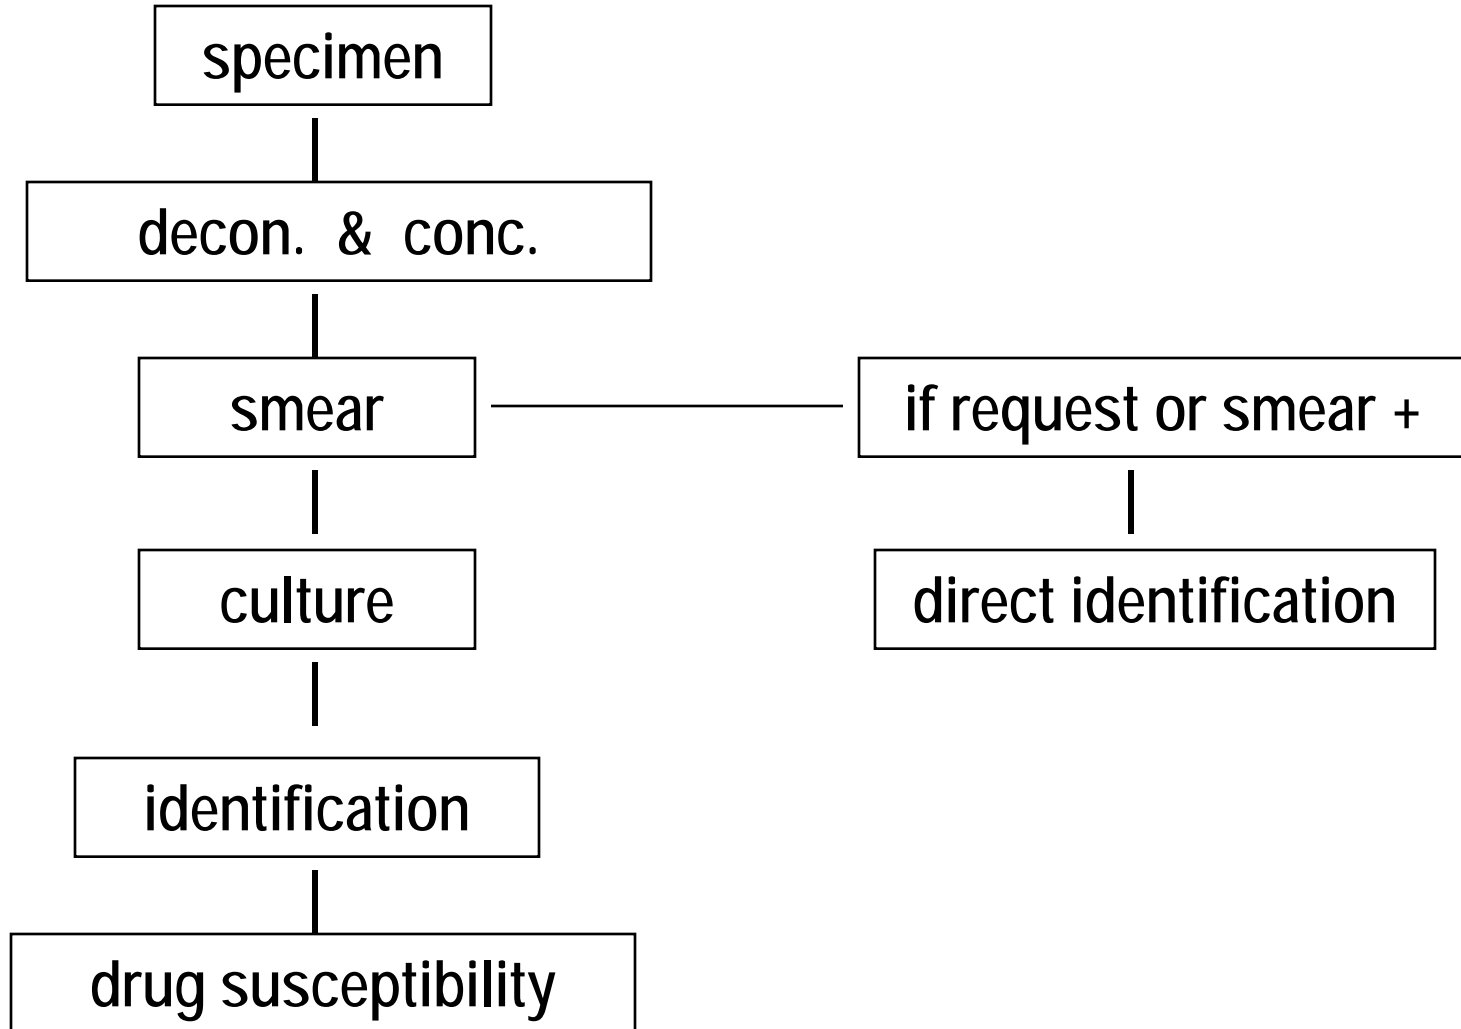 specimen
decon. & conc.
smear
if request or smear +
culture
direct identification
identification
drug susceptibility